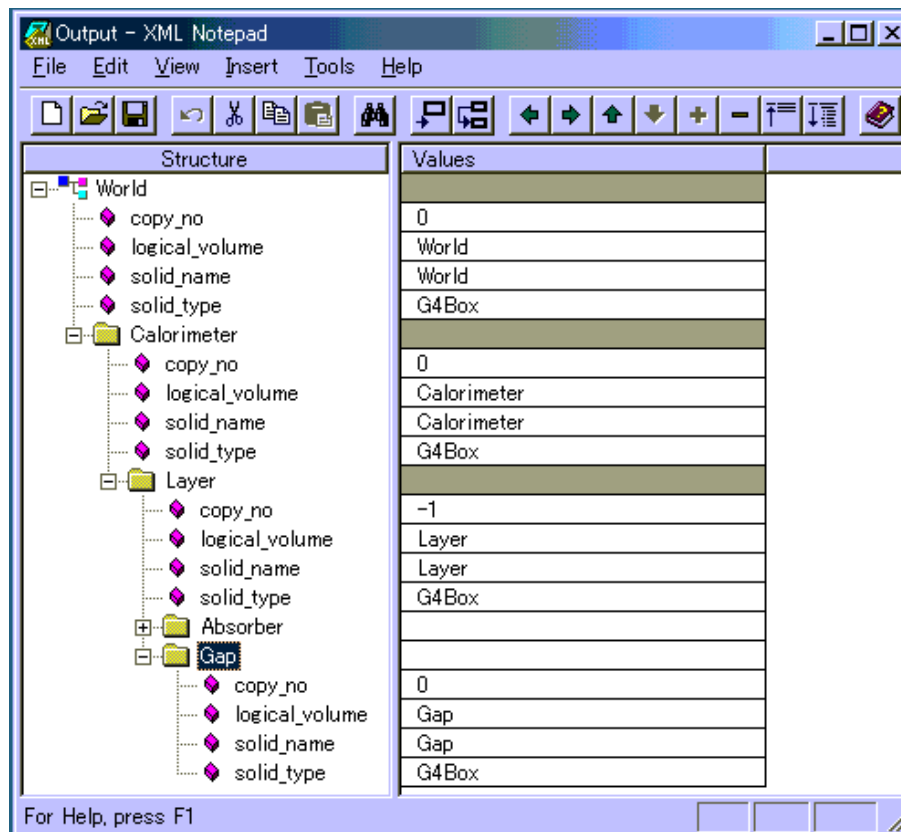 Output - XML Notepad
File Edit View Insert Tools Help
Structure Values
World
copy_no 0
logical_volume World
solid_name World
solid_type G4Box
Calorimeter
copy_no 0
logical_volume Calorimeter
solid_name Calorimeter
solid_type G4Box
Layer
copy_no -1
logical_volume Layer
solid_name Layer
solid_type G4Box
Absorber
Gap
copy_no 0
logical_volume Gap
solid_name Gap
solid_type G4Box
For Help, press F1